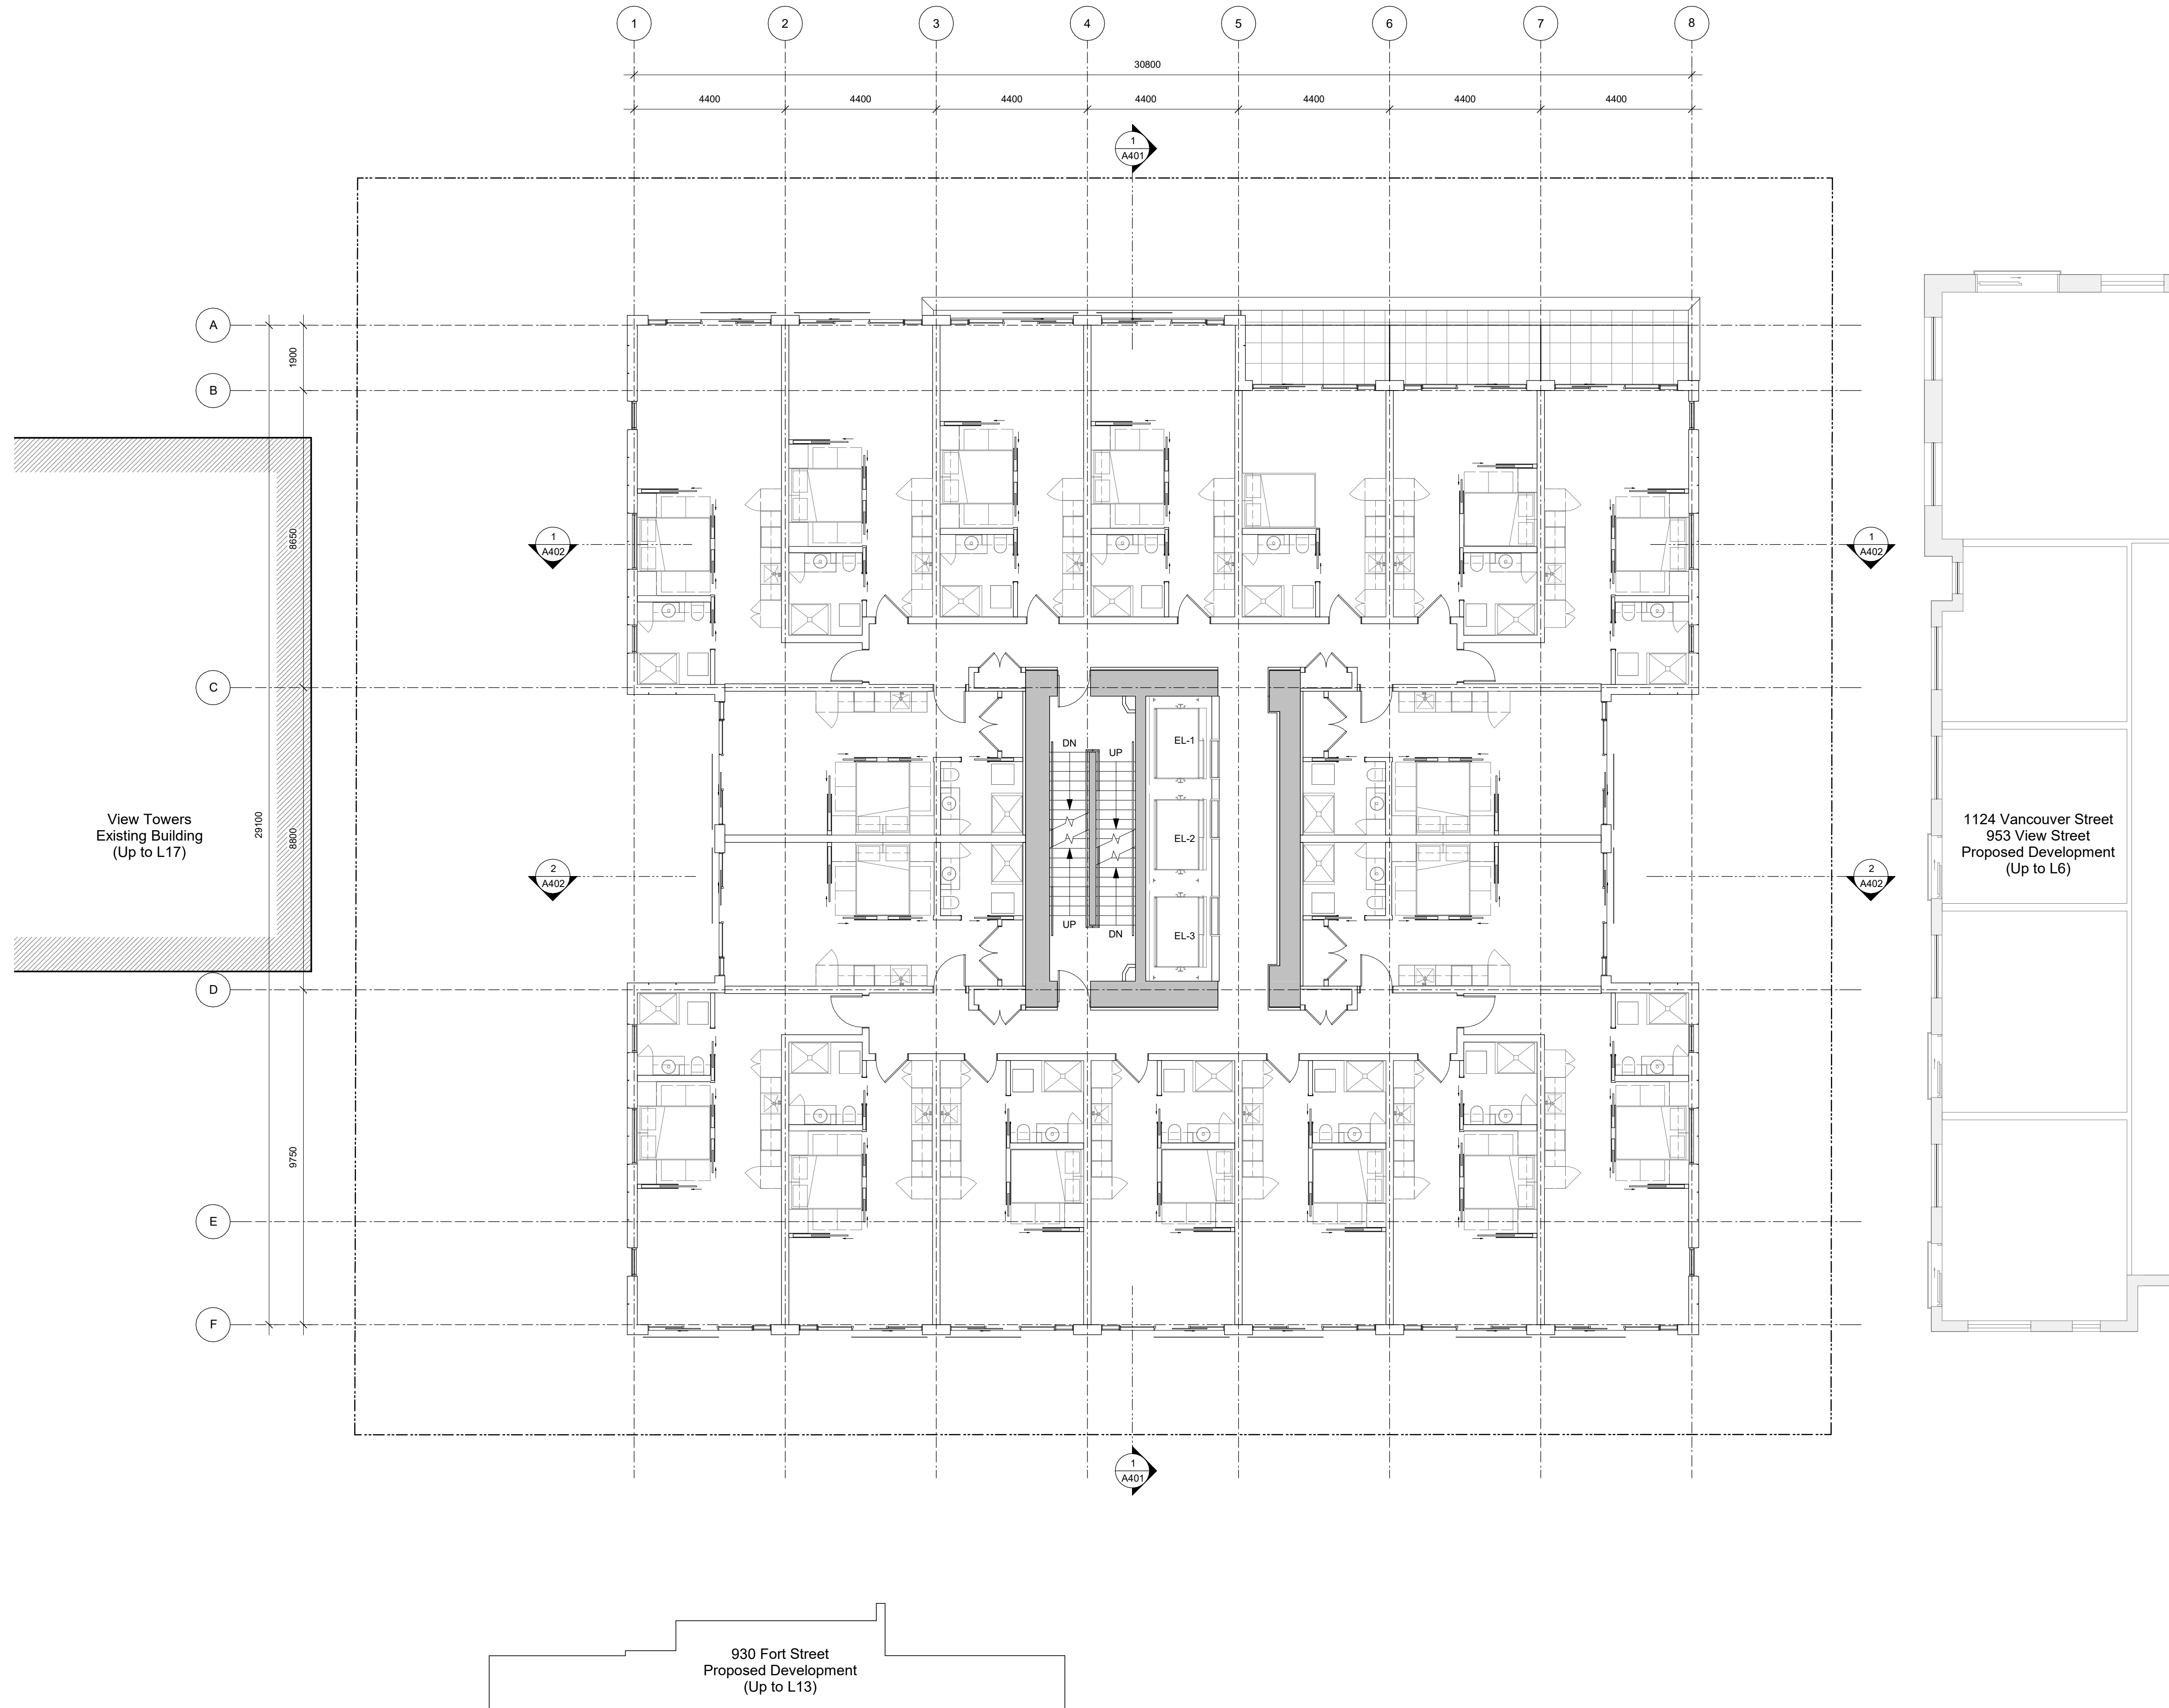 1
2
3
4
5
6
7
8
30800
4400
4400
4400
4400
4400
4400
4400
1
A401
A
B
C
D
E
F
1900
8650
8800
9750
29100
1
A402
1
A402
2
A402
2
A402
View Towers
Existing Building
(Up to L17)
DN
UP
UP
DN
EL-1
EL-2
EL-3
1124 Vancouver Street
953 View Street
Proposed Development
(Up to L6)
1
A401
930 Fort Street
Proposed Development
(Up to L13)